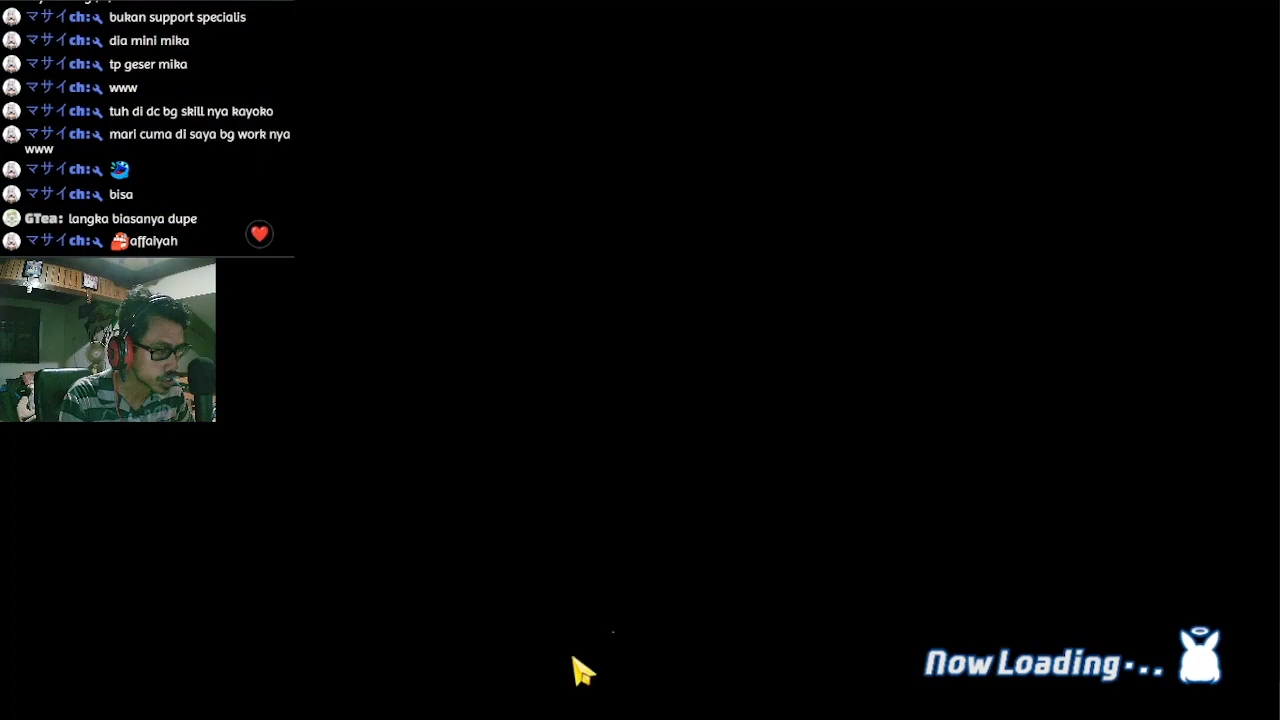 マサイch: bukan support specialis
マサイch: dia mini mika
マサイch: tp geser mika
マサイch: www
マサイch: tuh di dc bg skill nya kayoko
マサイch: mari cuma di saya bg work nya
www
マサイch:
マサイch: bisa
GTea: langka biasanya dupe
マサイch: affaiyah
Now Loading...